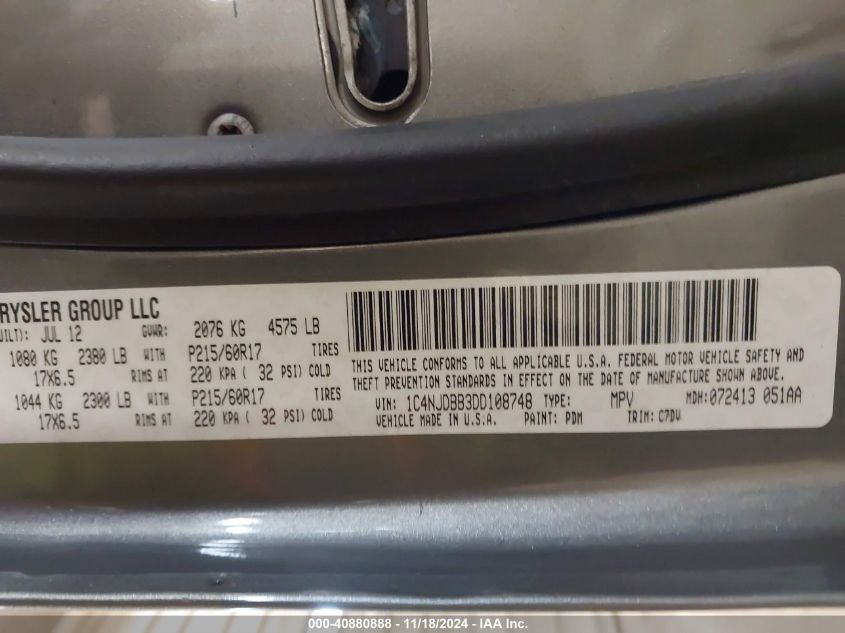 RYSLER GROUP LLC
UILT): JUL 12 GVWR: 2076 KG 4575 LB
1080 KG 2380 LB WITH P215/60R17 TIRES
17X6.5 RIMS AT 220 KPA ( 32 PSI) COLD
1044 KG 2300 LB WITH P215/60R17 TIRES
17X6.5 RIMS AT 220 KPA ( 32 PSI) COLD
THIS VEHICLE CONFORMS TO ALL APPLICABLE U.S.A. FEDERAL MOTOR VEHICLE SAFETY AND
THEFT PREVENTION STANDARDS IN EFFECT ON THE DATE OF MANUFACTURE SHOWN ABOVE.
VIN: 1C4NJDBB3DD108748 TYPE: MPV MDH: 072413 051AA
VEHICLE MADE IN U.S.A. PAINT: PDM TRIM: C7DV
000-40880888 - 11/18/2024 - IAA Inc.